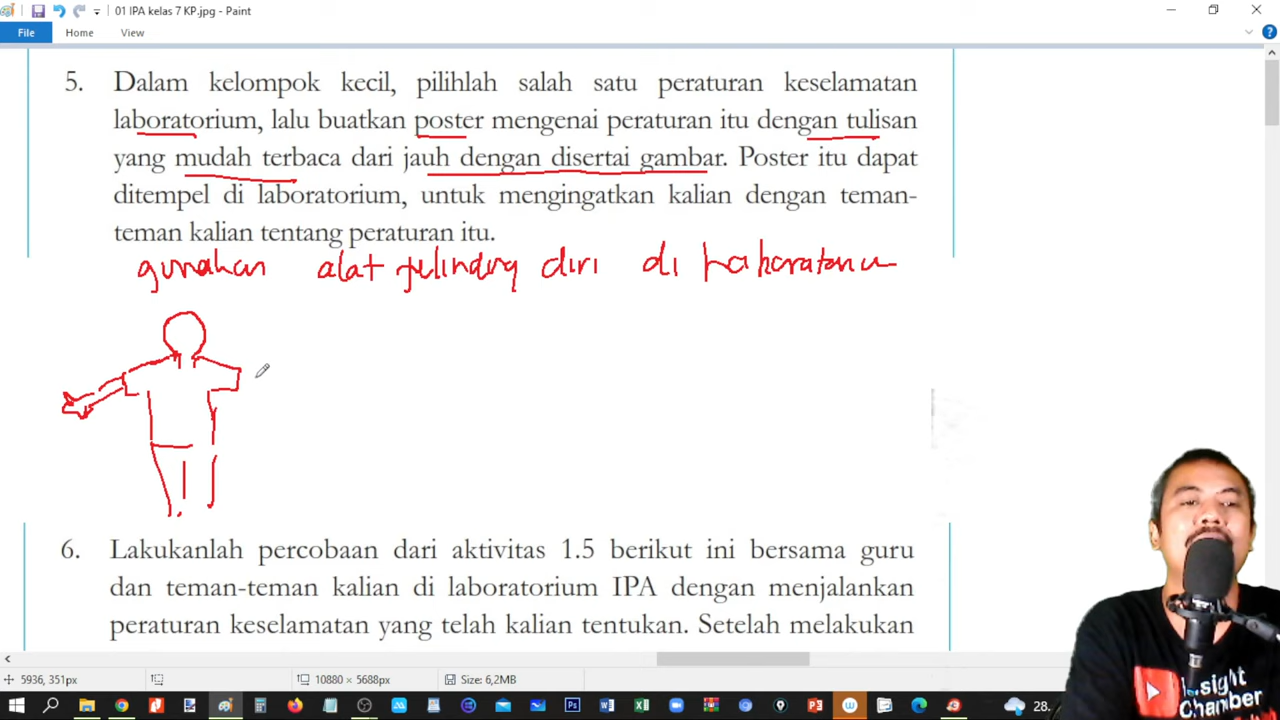 01 IPA kelas 7 KP.jpg - Paint
File Home View
5. Dalam kelompok kecil, pilihlah salah satu peraturan keselamatan
laboratorium, lalu buatkan poster mengenai peraturan itu dengan tulisan
yang mudah terbaca dari jauh dengan disertai gambar. Poster itu dapat
ditempel di laboratorium, untuk mengingatkan kalian dengan teman-
teman kalian tentang peraturan itu.
gunakan alat diri di
6. Lakukanlah percobaan dari aktivitas 1.5 berikut ini bersama guru
dan teman-teman kalian di laboratorium IPA dengan menjalankan
peraturan keselamatan yang telah kalian tentukan. Setelah melakukan
Insight
Chamber
5936, 351px
10880 × 5688px
Size: 6,2MB
28.